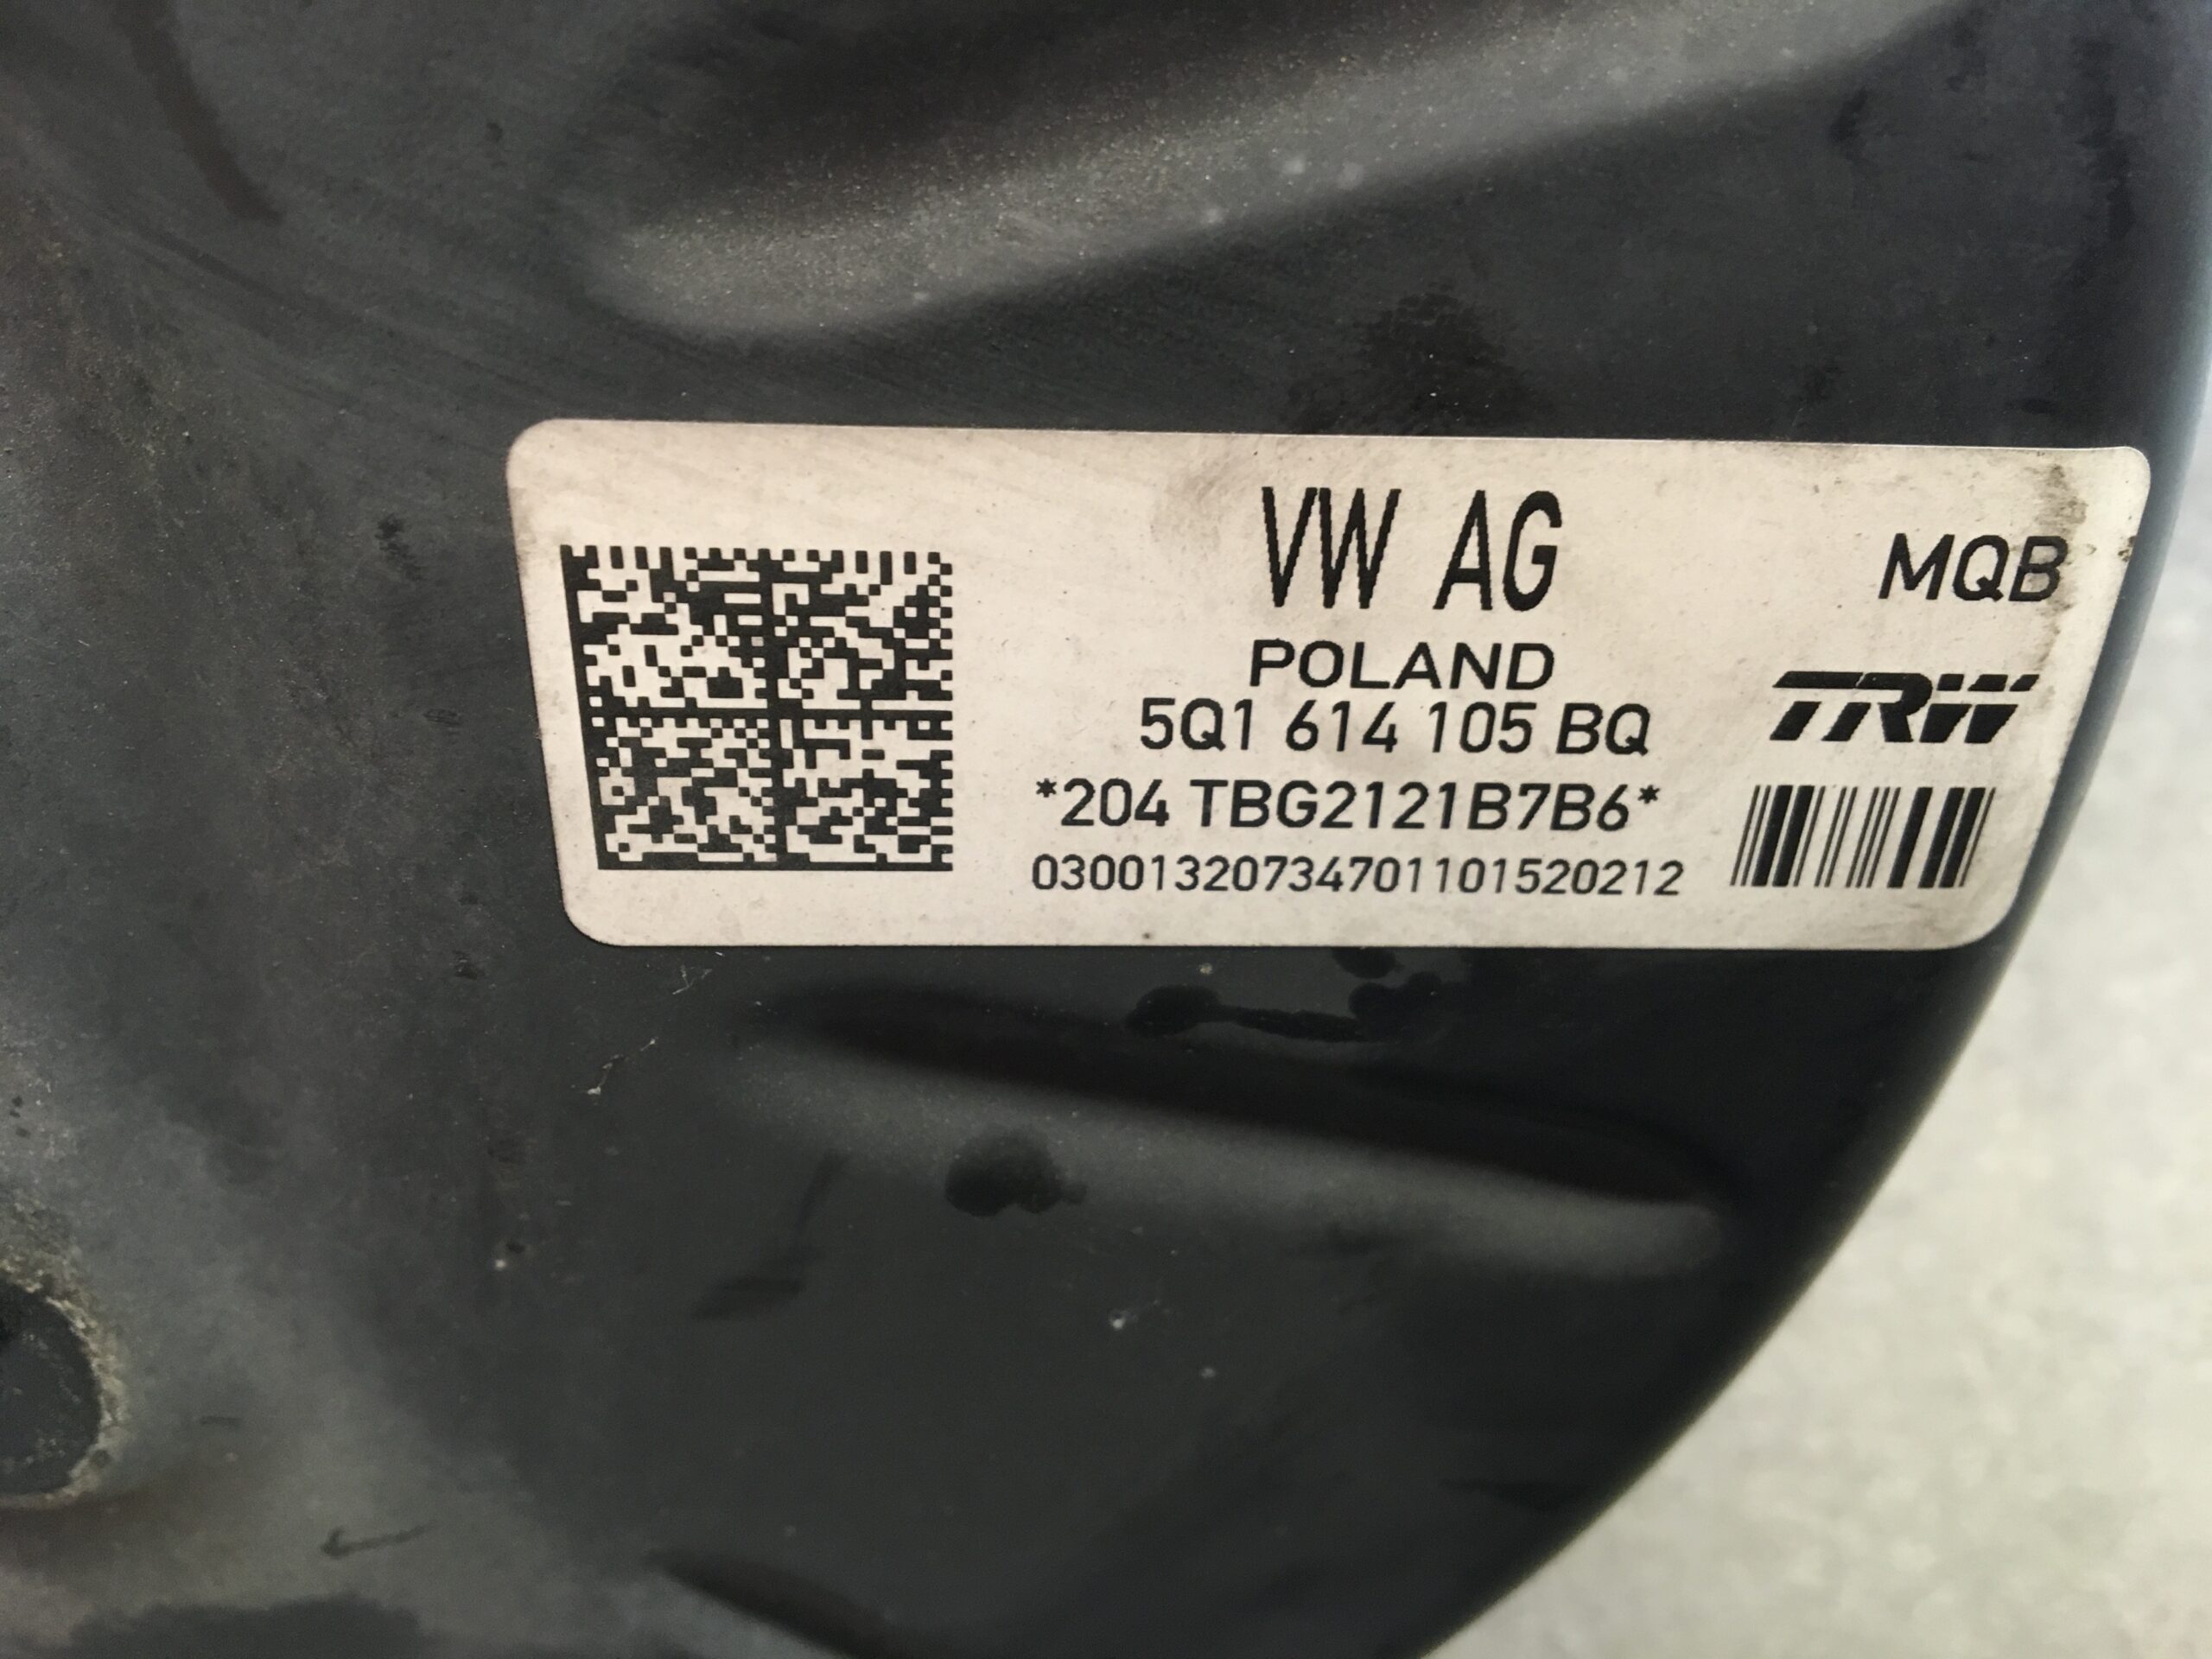 VW AG
MQB
POLAND
TRW
5Q1 614 105 BQ
*204 TBG2121B7B6*
03001320734701101520212